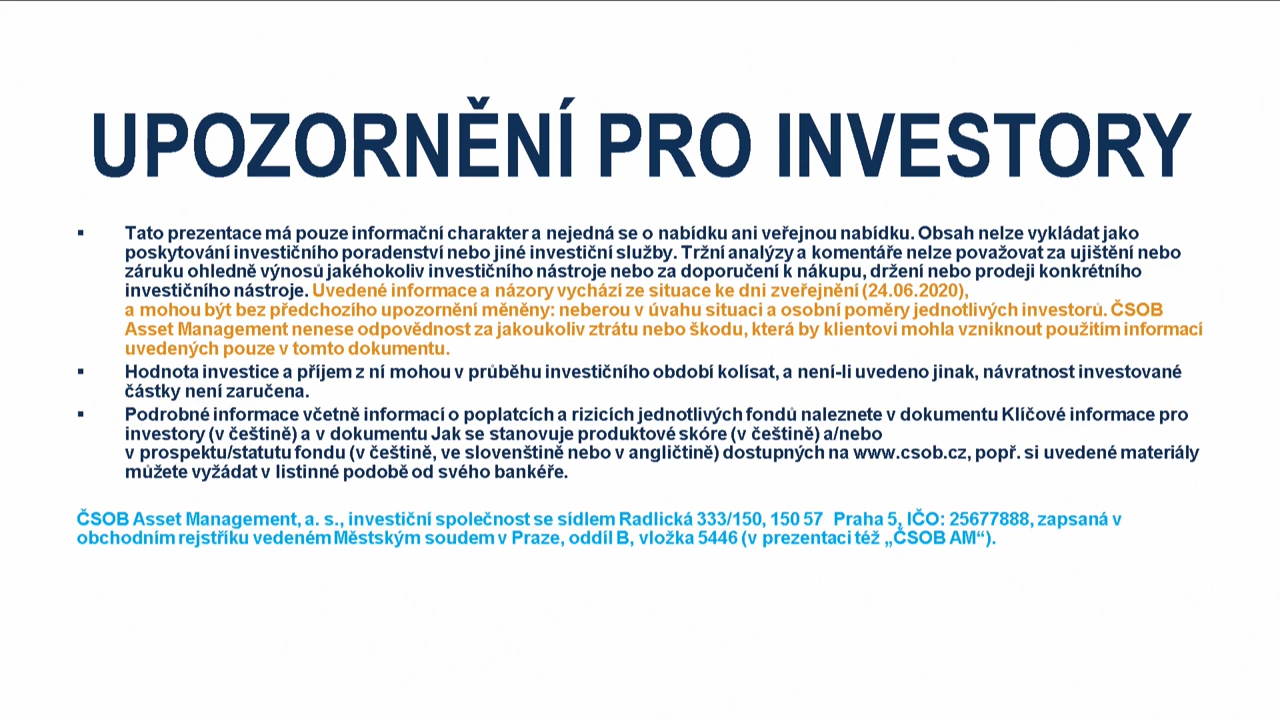 UPOZORNĚNÍ PRO INVESTORY
▪ Tato prezentace má pouze informační charakter a nejedná se o nabídku ani veřejnou nabídku. Obsah nelze vykládat jako
poskytování investičního poradenství nebo jiné investiční služby. Tržní analýzy a komentáře nelze považovat za ujištění nebo
záruku ohledně výnosů jakéhokoliv investičního nástroje nebo za doporučení k nákupu, držení nebo prodeji konkrétního
investičního nástroje. Uvedené informace a názory vychází ze situace ke dni zveřejnění (24.06.2020),
a mohou být bez předchozího upozornění měněny: neberou v úvahu situaci a osobní poměry jednotlivých investorů. ČSOB
Asset Management nenese odpovědnost za jakoukoliv ztrátu nebo škodu, která by klientovi mohla vzniknout použitím informací
uvedených pouze v tomto dokumentu.
▪ Hodnota investice a příjem z ní mohou v průběhu investičního období kolísat, a není-li uvedeno jinak, návratnost investované
částky není zaručena.
▪ Podrobné informace včetně informací o poplatcích a rizicích jednotlivých fondů naleznete v dokumentu Klíčové informace pro
investory (v češtině) a v dokumentu Jak se stanovuje produktové skóre (v češtině) a/nebo
v prospektu/statutu fondu (v češtině, ve slovenštině nebo v angličtině) dostupných na www.csob.cz, popř. si uvedené materiály
můžete vyžádat v listinné podobě od svého bankéře.
ČSOB Asset Management, a. s., investiční společnost se sídlem Radlická 333/150, 150 57 Praha 5, IČO: 25677888, zapsaná v
obchodním rejstříku vedeném Městským soudem v Praze, oddíl B, vložka 5446 (v prezentaci též „ČSOB AM“).